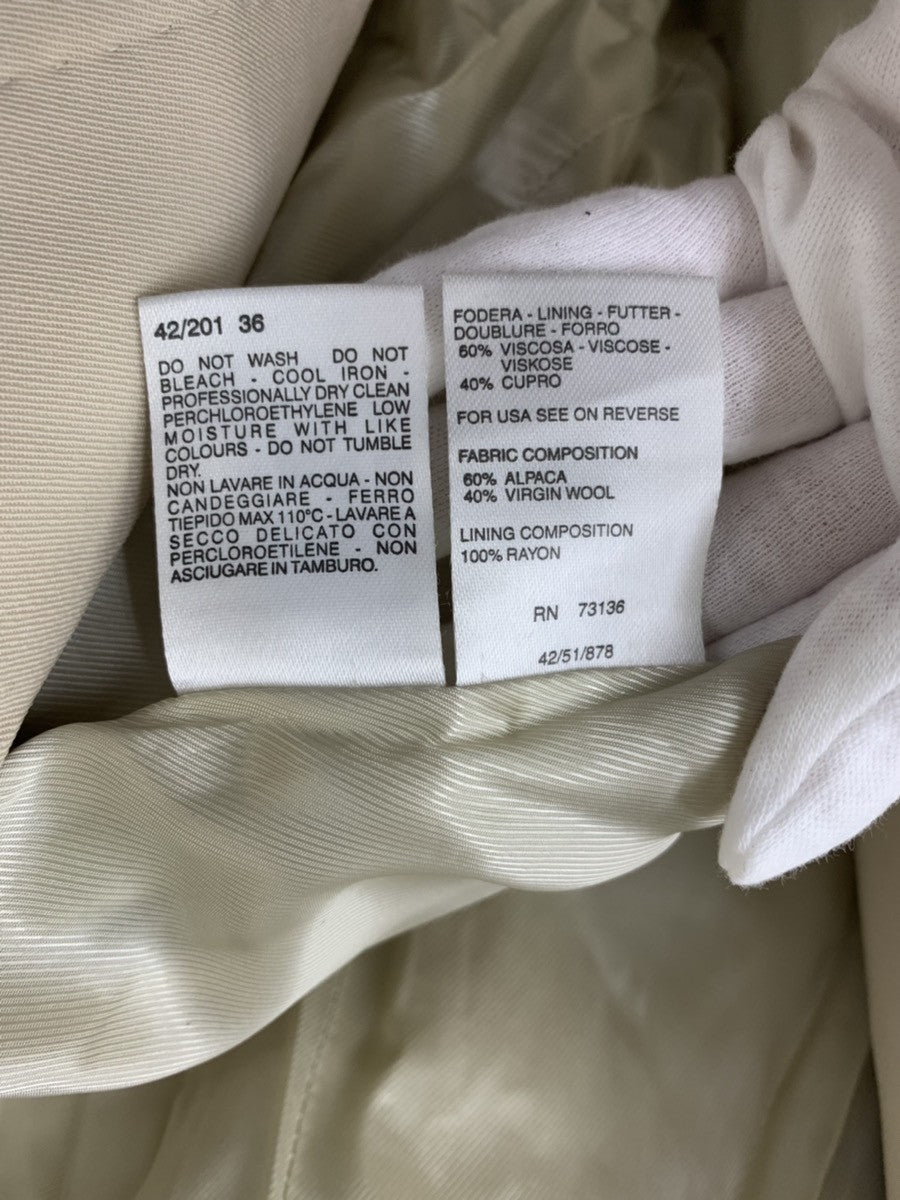 42/201 36
DO NOT WASH DO NOT
BLEACH - COOL IRON -
PROFESSIONALLY DRY CLEAN
PERCHLOROETHYLENE LOW
MOISTURE WITH LIKE
COLOURS - DO NOT TUMBLE
DRY.
NON LAVARE IN ACQUA - NON
CANDEGGIARE - FERRO
TIEPIDO MAX 110°C - LAVARE A
SECCO DELICATO CON
PERCLOROETILENE - NON
ASCIUGARE IN TAMBURO.
FODERA - LINING - FUTTER -
DOUBLURE - FORRO
60% VISCOSA - VISCOSE -
VISKOSE
40% CUPRO
FOR USA SEE ON REVERSE
FABRIC COMPOSITION
60% ALPACA
40% VIRGIN WOOL
LINING COMPOSITION
100% RAYON
RN 73136
42/51/878